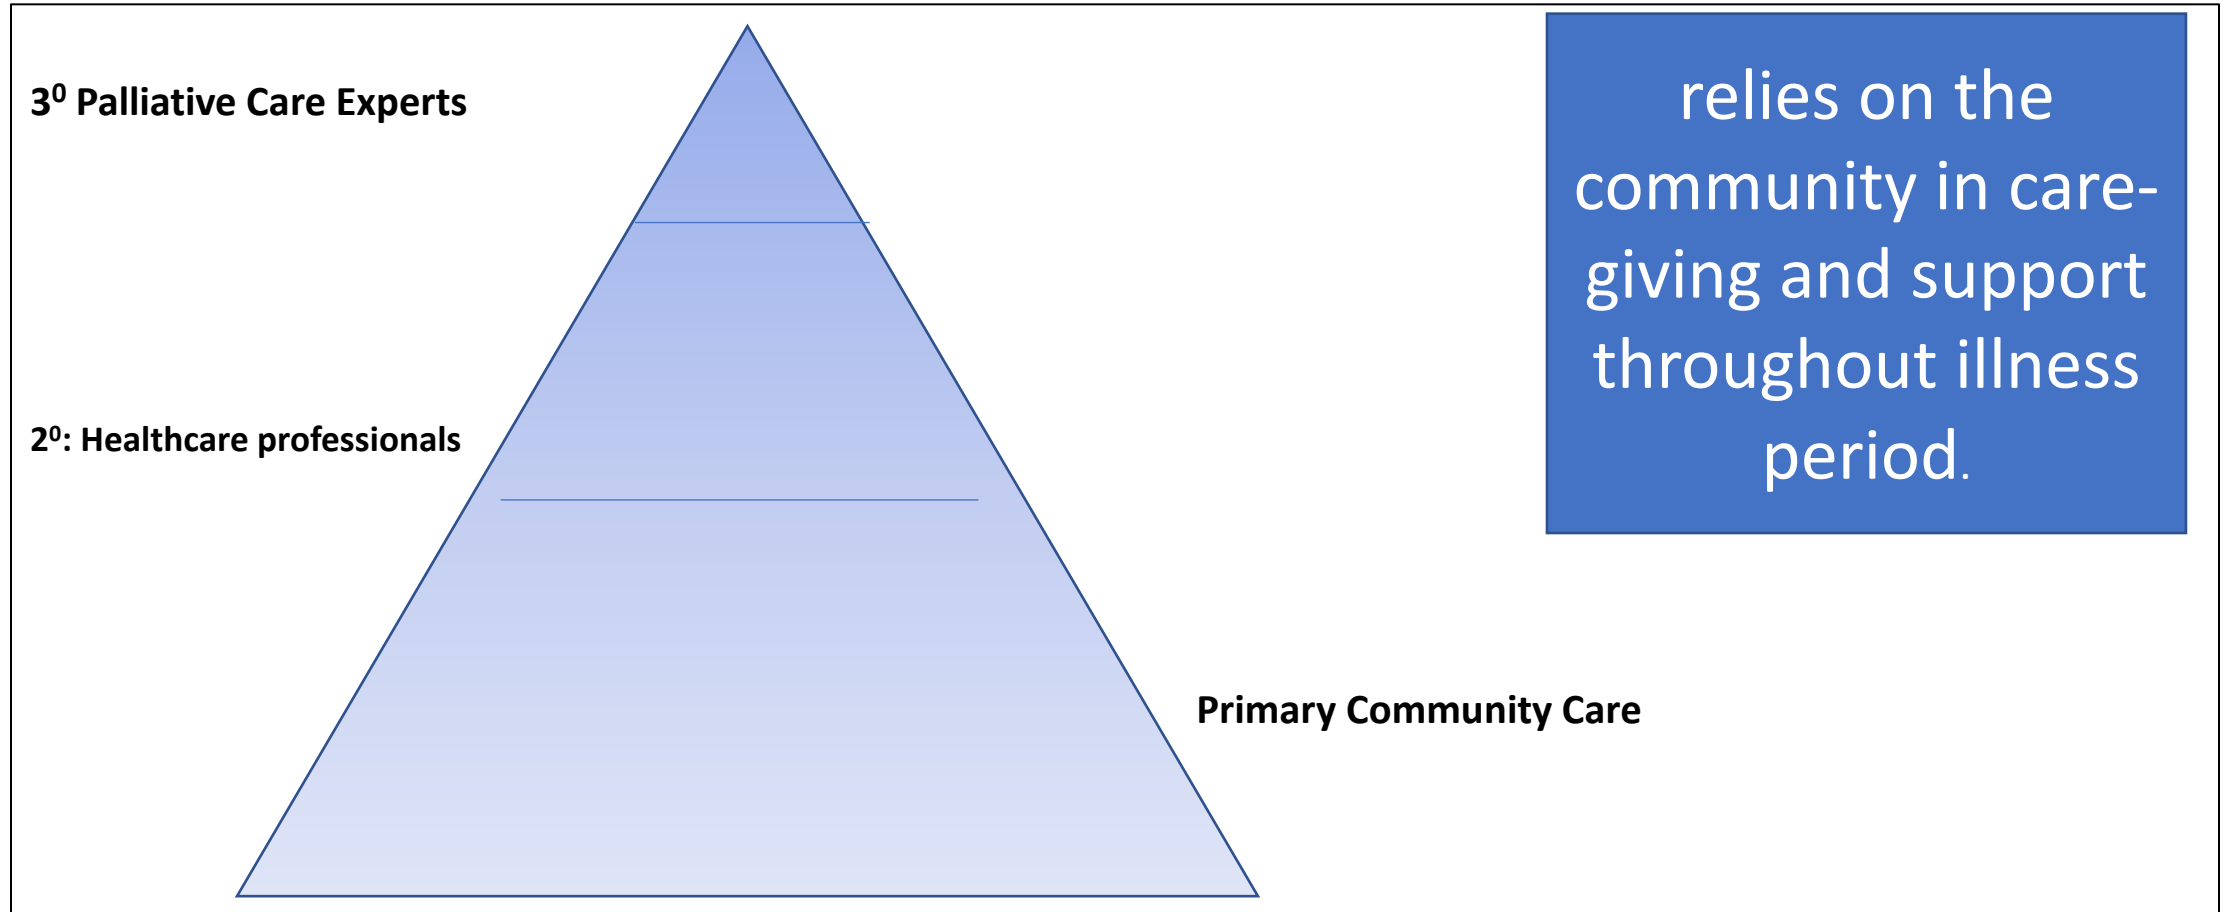 3⁰ Palliative Care Experts
2⁰: Healthcare professionals
Primary Community Care
relies on the
community in care-
giving and support
throughout illness
period.